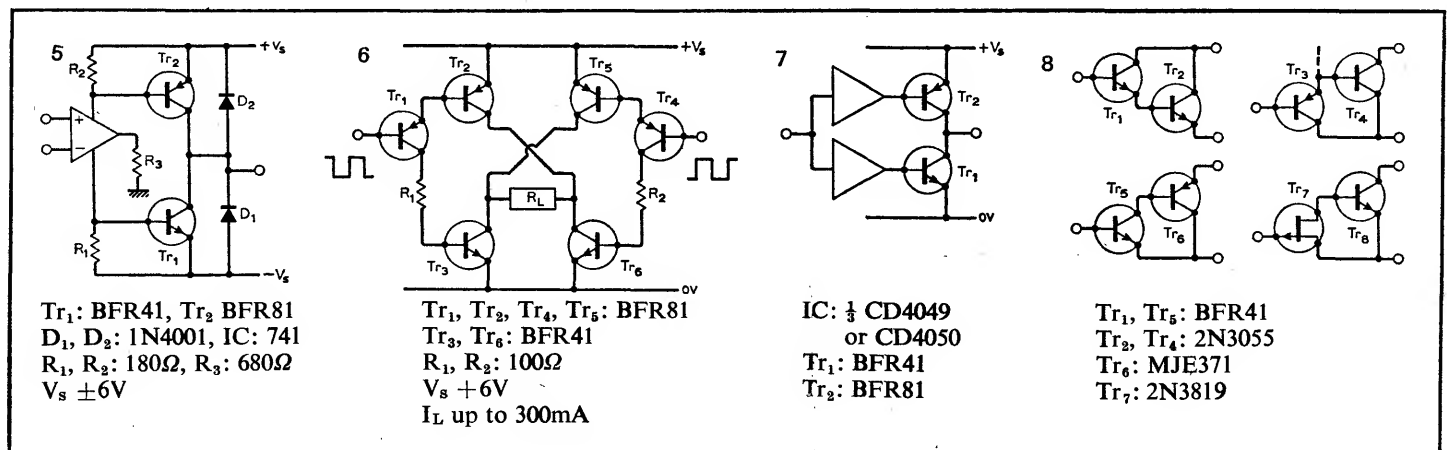 5
+Vs
R2
Tr2
D2
+
−
R3
D1
R1
Tr1
−Vs
Tr₁: BFR41, Tr₂ BFR81
D₁, D₂: 1N4001, IC: 741
R₁, R₂: 180Ω, R₃: 680Ω
Vs ±6V
6
+Vs
Tr2
Tr5
Tr1
Tr4
R1
RL
R2
Tr3
Tr6
0V
Tr₁, Tr₂, Tr₄, Tr₅: BFR81
Tr₃, Tr₆: BFR41
R₁, R₂: 100Ω
Vs +6V
IL up to 300mA
7
+Vs
Tr2
Tr1
0V
IC: ⅓ CD4049
or CD4050
Tr₁: BFR41
Tr₂: BFR81
8
Tr2
Tr1
Tr3
Tr4
Tr5
Tr6
Tr7
Tr8
Tr₁, Tr₅: BFR41
Tr₂, Tr₄: 2N3055
Tr₆: MJE371
Tr₇: 2N3819